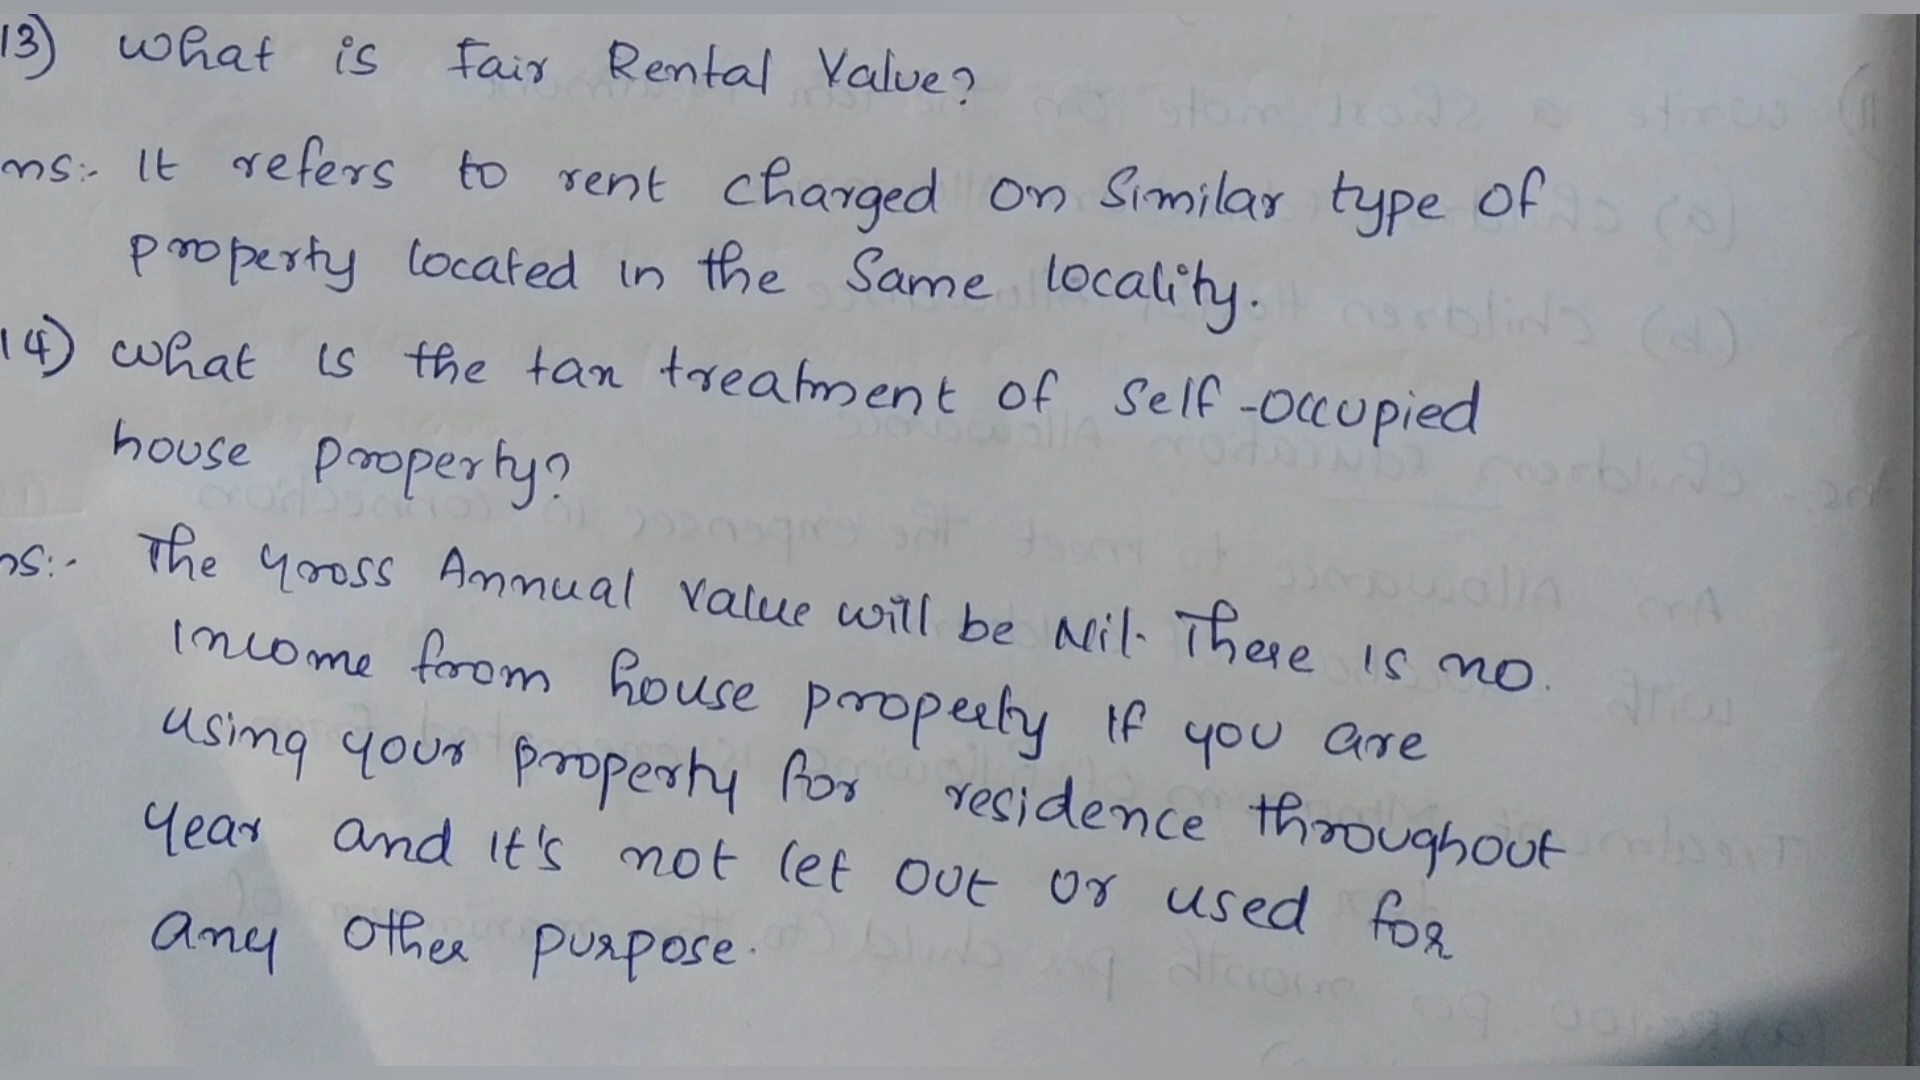 13) What is Fair Rental Value?
ns:- It refers to rent charged on Similar type of
property located in the Same locality.
14) What is the tax treatment of Self-Occupied
house property?
ns:- The Gross Annual Value will be Nil. There is no.
income from house property if you are
using your property for residence throughout
year and it's not let out or used for
any other purpose.